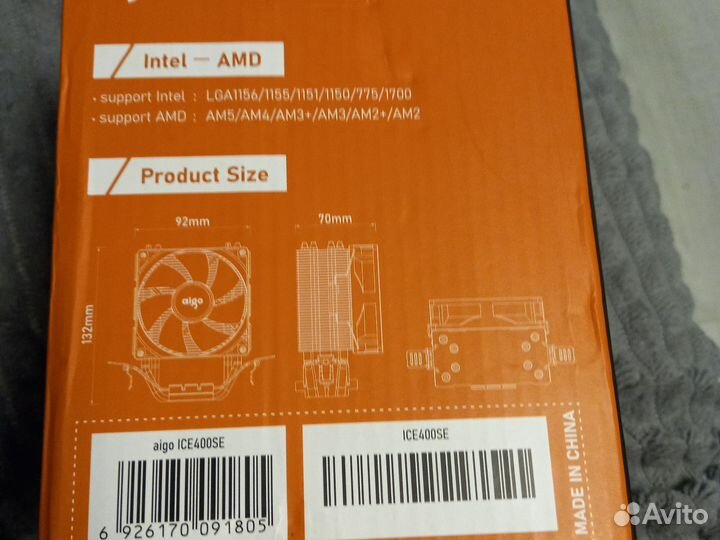 Intel — AMD
· support Intel : LGA1156/1155/1151/1150/775/1700
· support AMD : AM5/AM4/AM3+/AM3/AM2+/AM2
Product Size
92mm
70mm
132mm
aigo
aigo ICE400SE
6 926170 091805
ICE400SE
MADE IN CHINA
Avito